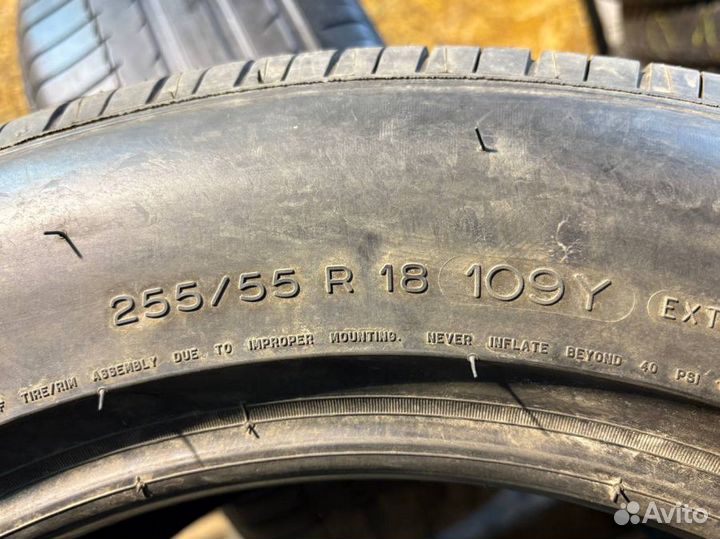 255/55 R 18 109Y EXT
TIRE/RIM ASSEMBLY DUE TO IMPROPER MOUNTING. NEVER INFLATE BEYOND 40 PSI
Avito